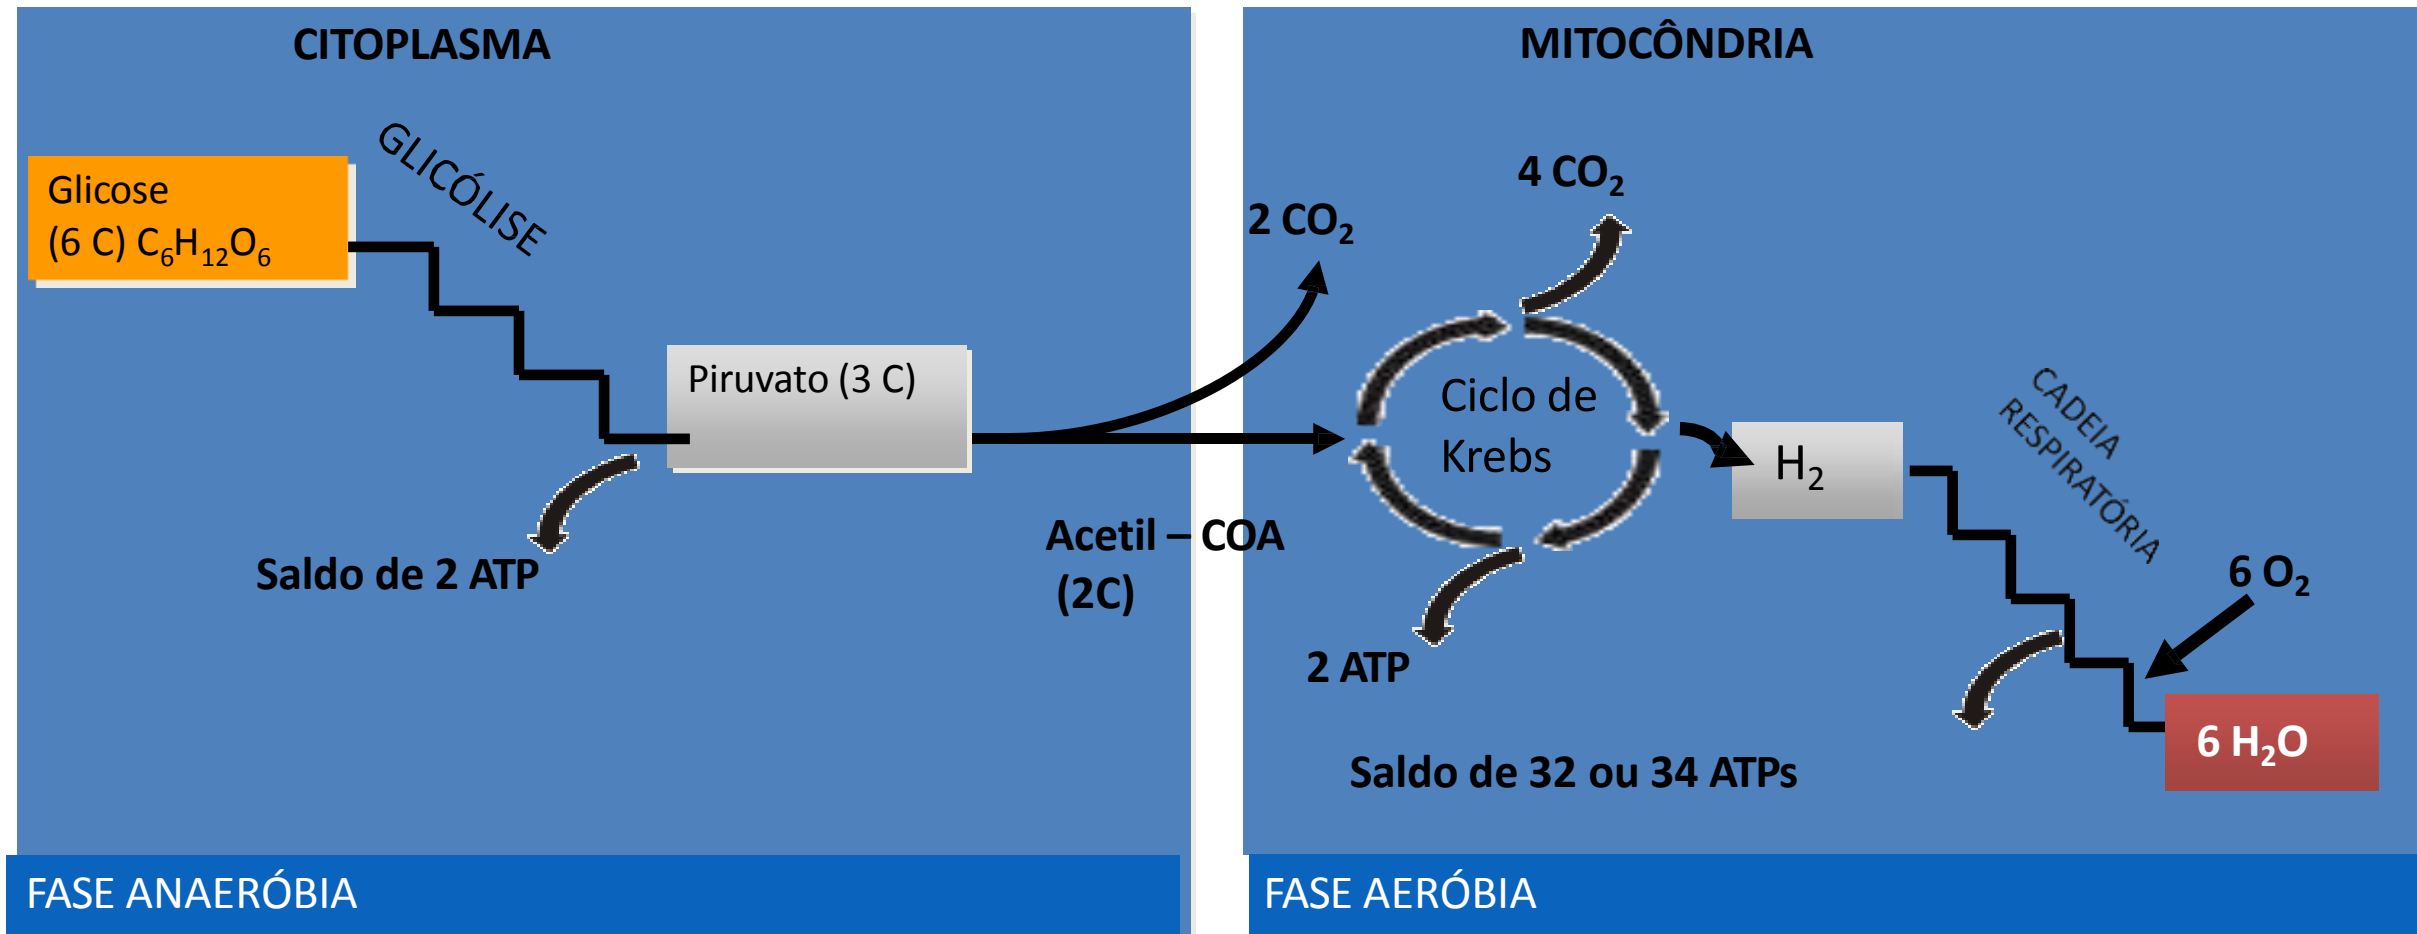 CITOPLASMA
GLICÓLISE
Glicose
(6 C) C₆H₁₂O₆
Piruvato (3 C)
Saldo de 2 ATP
Acetil – COA
(2C)
FASE ANAERÓBIA
MITOCÔNDRIA
4 CO₂
2 CO₂
Ciclo de
Krebs
H₂
CADEIA
RESPIRATÓRIA
6 O₂
2 ATP
6 H₂O
Saldo de 32 ou 34 ATPs
FASE AERÓBIA